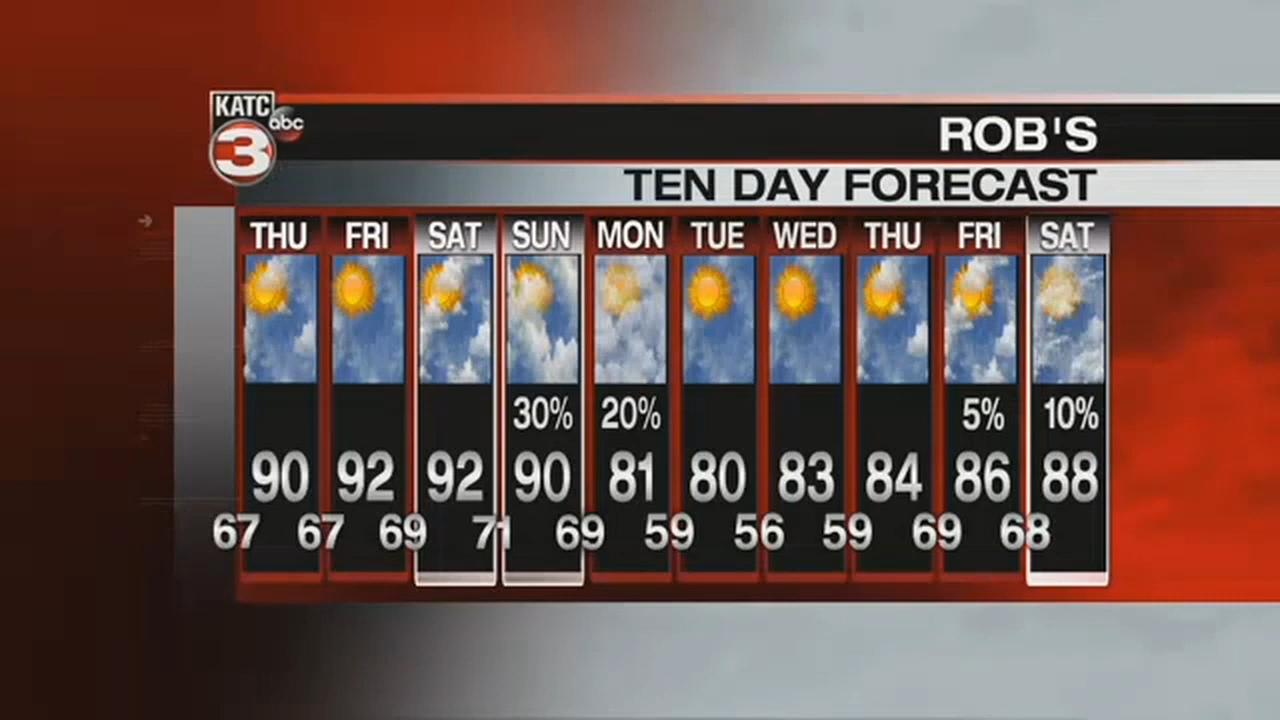 KATC
abc
3
ROB'S
TEN DAY FORECAST
THU FRI SAT SUN MON TUE WED THU FRI SAT
30% 20% 5% 10%
90 92 92 90 81 80 83 84 86 88
67 67 69 71 69 59 56 59 69 68